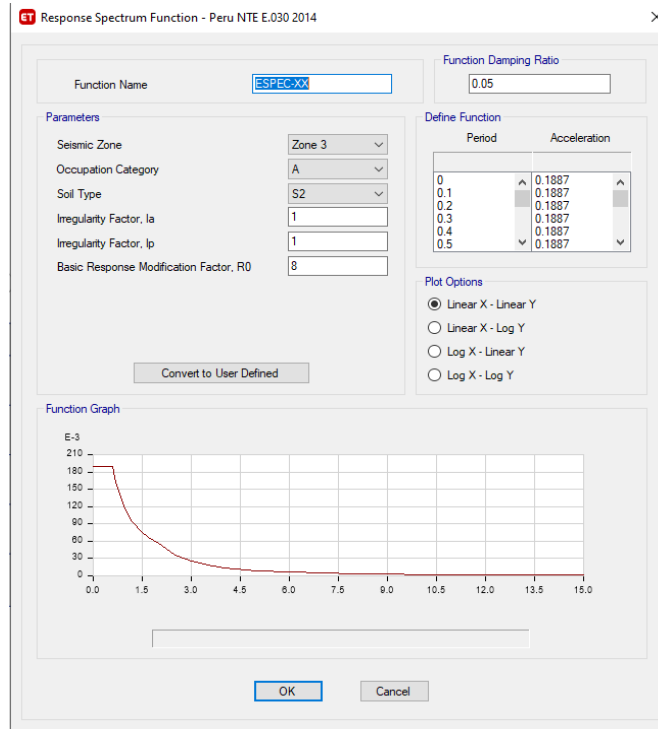 ET Response Spectrum Function - Peru NTE E.030 2014
Function Name ESPEC-XX
Function Damping Ratio
0.05
Parameters
Seismic Zone Zone 3
Occupation Category A
Soil Type S2
Irregularity Factor, Ia 1
Irregularity Factor, Ip 1
Basic Response Modification Factor, R0 8
Convert to User Defined
Define Function
Period Acceleration
0 0.1887
0.1 0.1887
0.2 0.1887
0.3 0.1887
0.4 0.1887
0.5 0.1887
Plot Options
Linear X - Linear Y
Linear X - Log Y
Log X - Linear Y
Log X - Log Y
Function Graph
E-3
210
180
150
120
90
60
30
0
0.0 1.5 3.0 4.5 6.0 7.5 9.0 10.5 12.0 13.5 15.0
OK Cancel